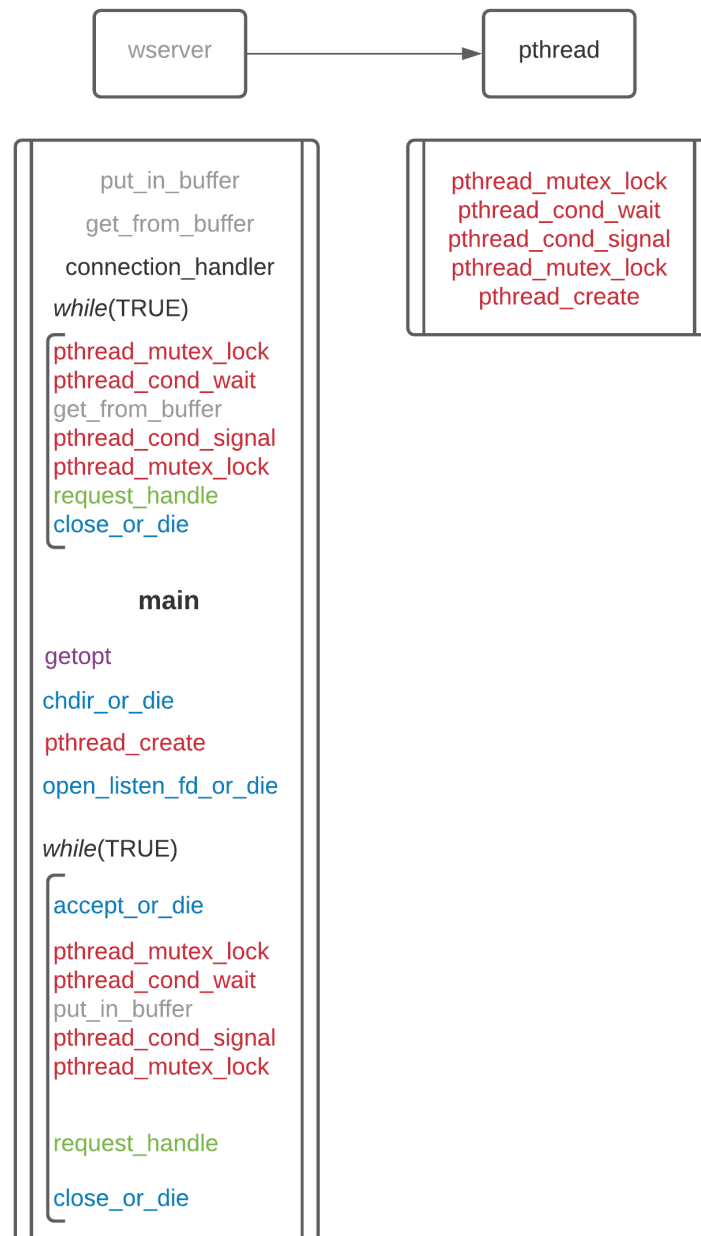 wserver
pthread
put_in_buffer
get_from_buffer
connection_handler
while(TRUE)
pthread_mutex_lock
pthread_cond_wait
get_from_buffer
pthread_cond_signal
pthread_mutex_lock
request_handle
close_or_die
main
getopt
chdir_or_die
pthread_create
open_listen_fd_or_die
while(TRUE)
accept_or_die
pthread_mutex_lock
pthread_cond_wait
put_in_buffer
pthread_cond_signal
pthread_mutex_lock
request_handle
close_or_die
pthread_mutex_lock
pthread_cond_wait
pthread_cond_signal
pthread_mutex_lock
pthread_create